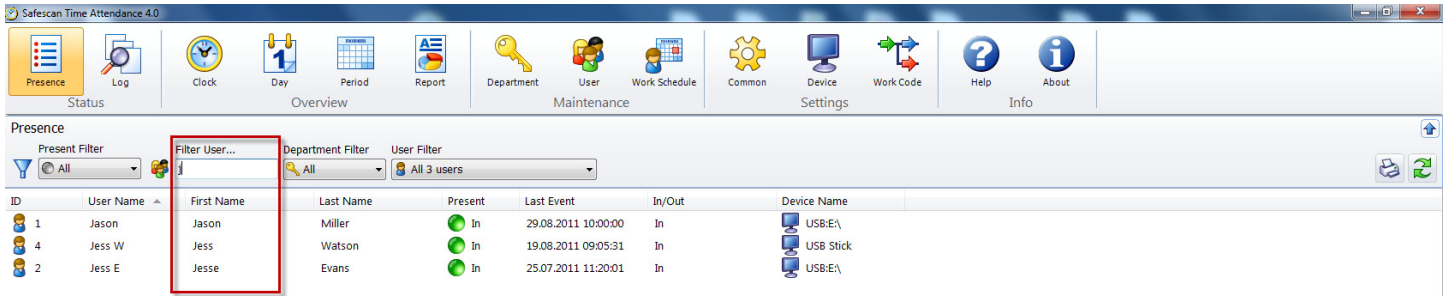 Safescan Time Attendance 4.0
Presence Log Clock Day Period Report Department User Work Schedule Common Device Work Code Help About
Status Overview Maintenance Settings Info
Presence
Present Filter Filter User... Department Filter User Filter
All j All All 3 users
ID User Name First Name Last Name Present Last Event In/Out Device Name
1 Jason Jason Miller In 29.08.2011 10:00:00 In USB:E:\
4 Jess W Jess Watson In 19.08.2011 09:05:31 In USB Stick
2 Jess E Jesse Evans In 25.07.2011 11:20:01 In USB:E:\